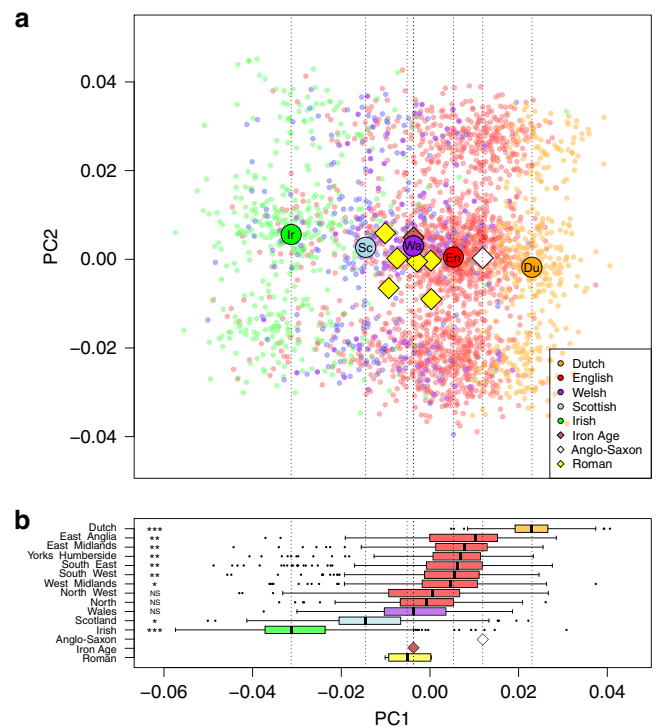 a
0.04
0.02
0.00
−0.02
−0.04
PC2
Ir
Sc
Wa
En
Du
Dutch
English
Welsh
Scottish
Irish
Iron Age
Anglo-Saxon
Roman
b
Dutch ***
East Anglia **
East Midlands **
Yorks Humberside **
South East **
South West **
West Midlands *
North West NS
North NS
Wales NS
Scotland *
Irish ***
Anglo-Saxon
Iron Age
Roman
−0.06 −0.04 −0.02 0.00 0.02 0.04
PC1